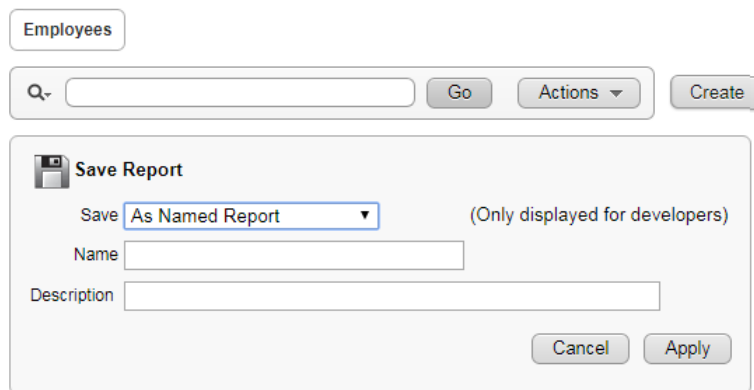 Employees
Go Actions Create
Save Report
Save As Named Report (Only displayed for developers)
Name
Description
Cancel Apply